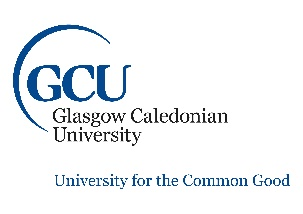 GCU
Glasgow Caledonian
University
University for the Common Good